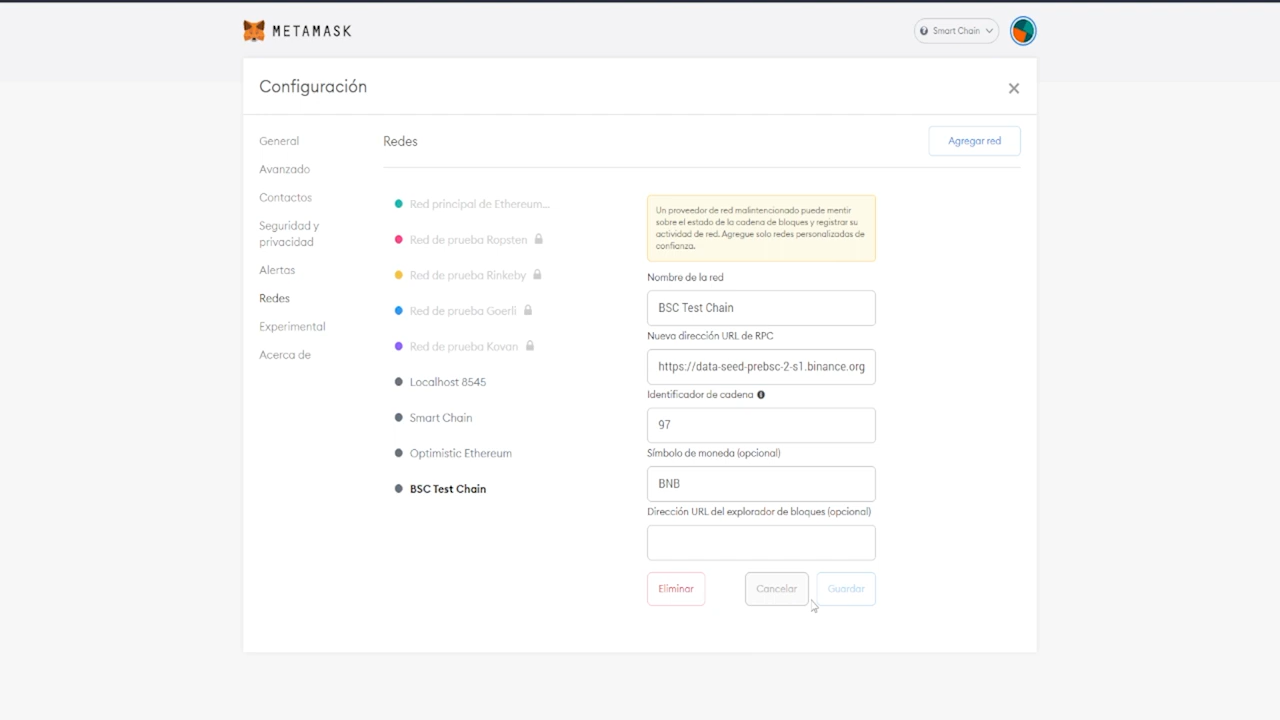 METAMASK
Smart Chain
Configuración
General
Avanzado
Contactos
Seguridad y
privacidad
Alertas
Redes
Experimental
Acerca de
Redes
Agregar red
Red principal de Ethereum...
Red de prueba Ropsten
Red de prueba Rinkeby
Red de prueba Goerli
Red de prueba Kovan
Localhost 8545
Smart Chain
Optimistic Ethereum
BSC Test Chain
Un proveedor de red malintencionado puede mentir
sobre el estado de la cadena de bloques y registrar su
actividad de red. Agregue solo redes personalizadas de
confianza.
Nombre de la red
BSC Test Chain
Nueva dirección URL de RPC
https://data-seed-prebsc-2-s1.binance.org
Identificador de cadena
97
Símbolo de moneda (opcional)
BNB
Dirección URL del explorador de bloques (opcional)
Eliminar
Cancelar
Guardar